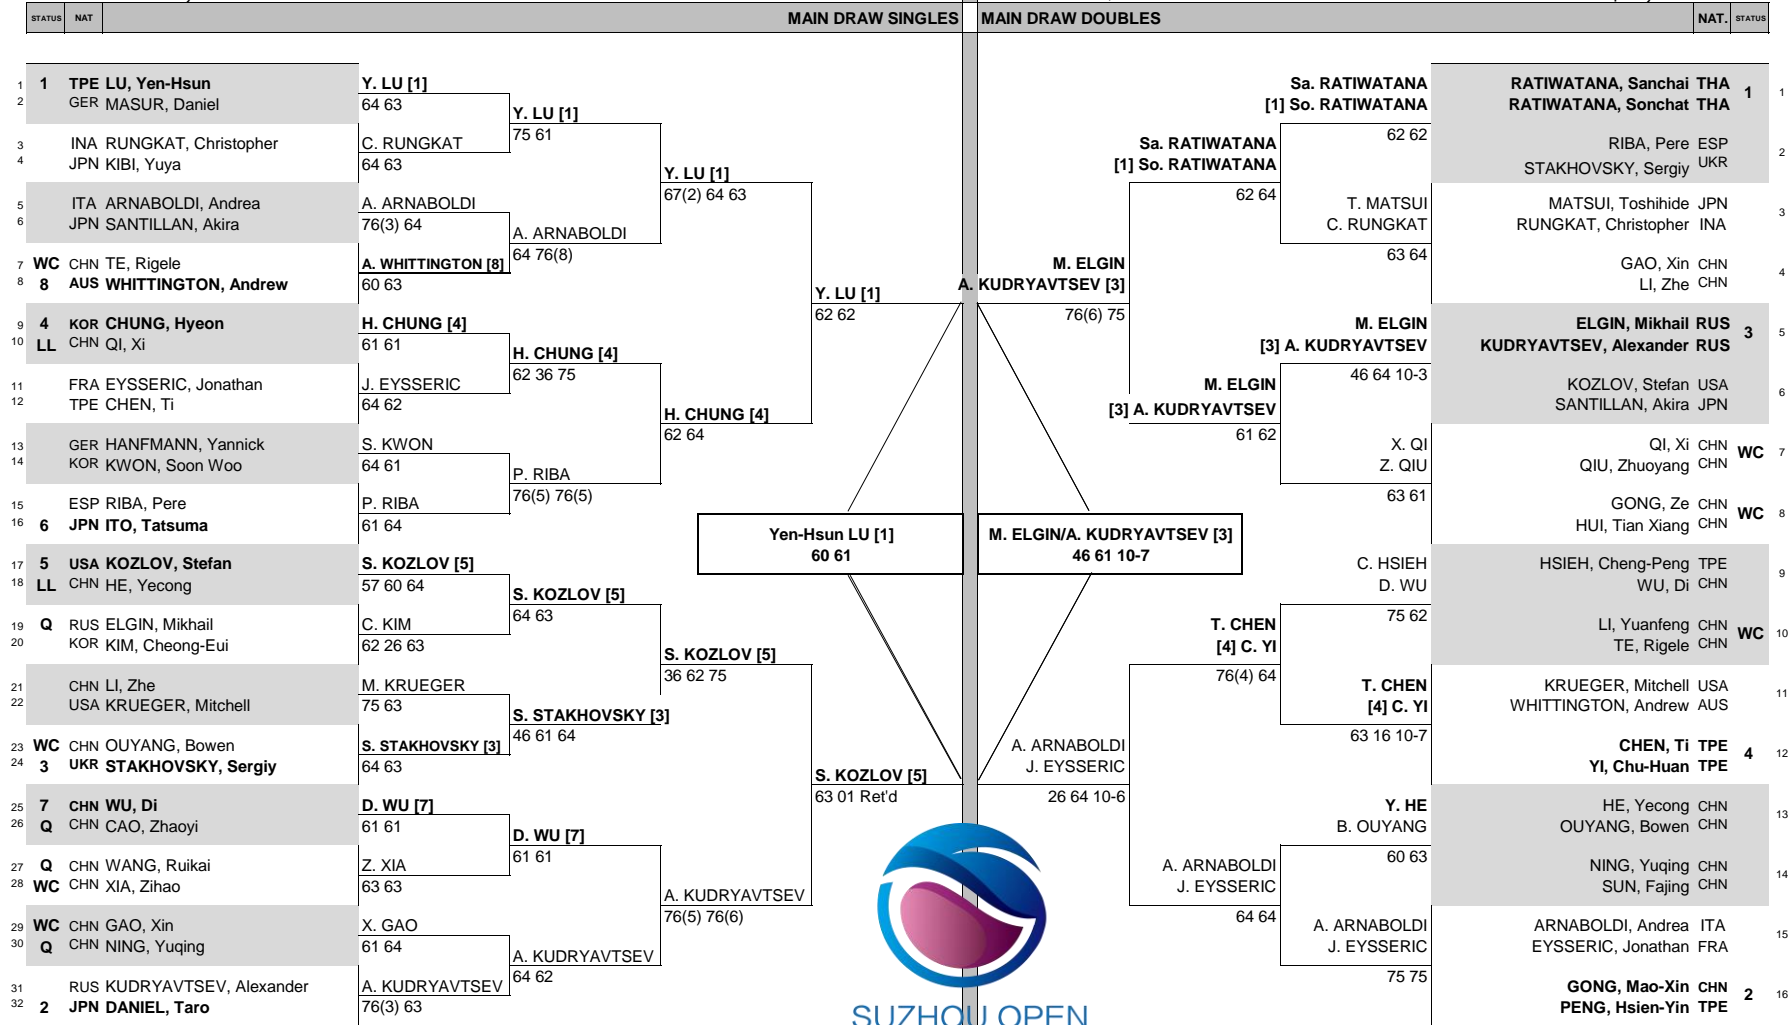 STATUS NAT MAIN DRAW SINGLES MAIN DRAW DOUBLES NAT. STATUS
1 1 TPE LU, Yen-Hsun Y. LU [1] Sa. RATIWATANA RATIWATANA, Sanchai THA 1 1
2 GER MASUR, Daniel 64 63 Y. LU [1] [1] So. RATIWATANA RATIWATANA, Sonchat THA
75 61 62 62
3 INA RUNGKAT, Christopher C. RUNGKAT Sa. RATIWATANA RIBA, Pere ESP 2
4 JPN KIBI, Yuya 64 63 Y. LU [1] [1] So. RATIWATANA STAKHOVSKY, Sergiy UKR
67(2) 64 63 62 64
5 ITA ARNABOLDI, Andrea A. ARNABOLDI T. MATSUI MATSUI, Toshihide JPN 3
6 JPN SANTILLAN, Akira 76(3) 64 A. ARNABOLDI C. RUNGKAT RUNGKAT, Christopher INA
64 76(8) 63 64
7 WC CHN TE, Rigele A. WHITTINGTON [8] M. ELGIN GAO, Xin CHN 4
8 8 AUS WHITTINGTON, Andrew 60 63 Y. LU [1] A. KUDRYAVTSEV [3] LI, Zhe CHN
62 62 76(6) 75
9 4 KOR CHUNG, Hyeon H. CHUNG [4] M. ELGIN ELGIN, Mikhail RUS 3 5
10 LL CHN QI, Xi 61 61 H. CHUNG [4] [3] A. KUDRYAVTSEV KUDRYAVTSEV, Alexander RUS
62 36 75 46 64 10-3
11 FRA EYSSERIC, Jonathan J. EYSSERIC M. ELGIN KOZLOV, Stefan USA 6
12 TPE CHEN, Ti 64 62 H. CHUNG [4] [3] A. KUDRYAVTSEV SANTILLAN, Akira JPN
62 64 61 62
13 GER HANFMANN, Yannick S. KWON X. QI QI, Xi CHN WC 7
14 KOR KWON, Soon Woo 64 61 P. RIBA Z. QIU QIU, Zhuoyang CHN
76(5) 76(5) 63 61
15 ESP RIBA, Pere P. RIBA GONG, Ze CHN WC 8
16 6 JPN ITO, Tatsuma 61 64 HUI, Tian Xiang CHN
Yen-Hsun LU [1] M. ELGIN/A. KUDRYAVTSEV [3]
60 61 46 61 10-7
17 5 USA KOZLOV, Stefan S. KOZLOV [5] C. HSIEH HSIEH, Cheng-Peng TPE 9
18 LL CHN HE, Yecong 57 60 64 S. KOZLOV [5] D. WU WU, Di CHN
64 63 75 62
19 Q RUS ELGIN, Mikhail C. KIM T. CHEN LI, Yuanfeng CHN WC 10
20 KOR KIM, Cheong-Eui 62 26 63 S. KOZLOV [5] [4] C. YI TE, Rigele CHN
36 62 75 76(4) 64
21 CHN LI, Zhe M. KRUEGER T. CHEN KRUEGER, Mitchell USA 11
22 USA KRUEGER, Mitchell 75 63 S. STAKHOVSKY [3] [4] C. YI WHITTINGTON, Andrew AUS
46 61 64 63 16 10-7
23 WC CHN OUYANG, Bowen S. STAKHOVSKY [3] A. ARNABOLDI CHEN, Ti TPE 4 12
24 3 UKR STAKHOVSKY, Sergiy 64 63 S. KOZLOV [5] J. EYSSERIC YI, Chu-Huan TPE
63 01 Ret'd 26 64 10-6
25 7 CHN WU, Di D. WU [7] Y. HE HE, Yecong CHN 13
26 Q CHN CAO, Zhaoyi 61 61 D. WU [7] B. OUYANG OUYANG, Bowen CHN
61 61 60 63
27 Q CHN WANG, Ruikai Z. XIA A. ARNABOLDI NING, Yuqing CHN 14
28 WC CHN XIA, Zihao 63 63 A. KUDRYAVTSEV J. EYSSERIC SUN, Fajing CHN
76(5) 76(6) 64 64
29 WC CHN GAO, Xin X. GAO A. ARNABOLDI ARNABOLDI, Andrea ITA 15
30 Q CHN NING, Yuqing 61 64 A. KUDRYAVTSEV J. EYSSERIC EYSSERIC, Jonathan FRA
64 62 75 75
31 RUS KUDRYAVTSEV, Alexander A. KUDRYAVTSEV GONG, Mao-Xin CHN 2 16
32 2 JPN DANIEL, Taro 76(3) 63 PENG, Hsien-Yin TPE
SUZHOU OPEN